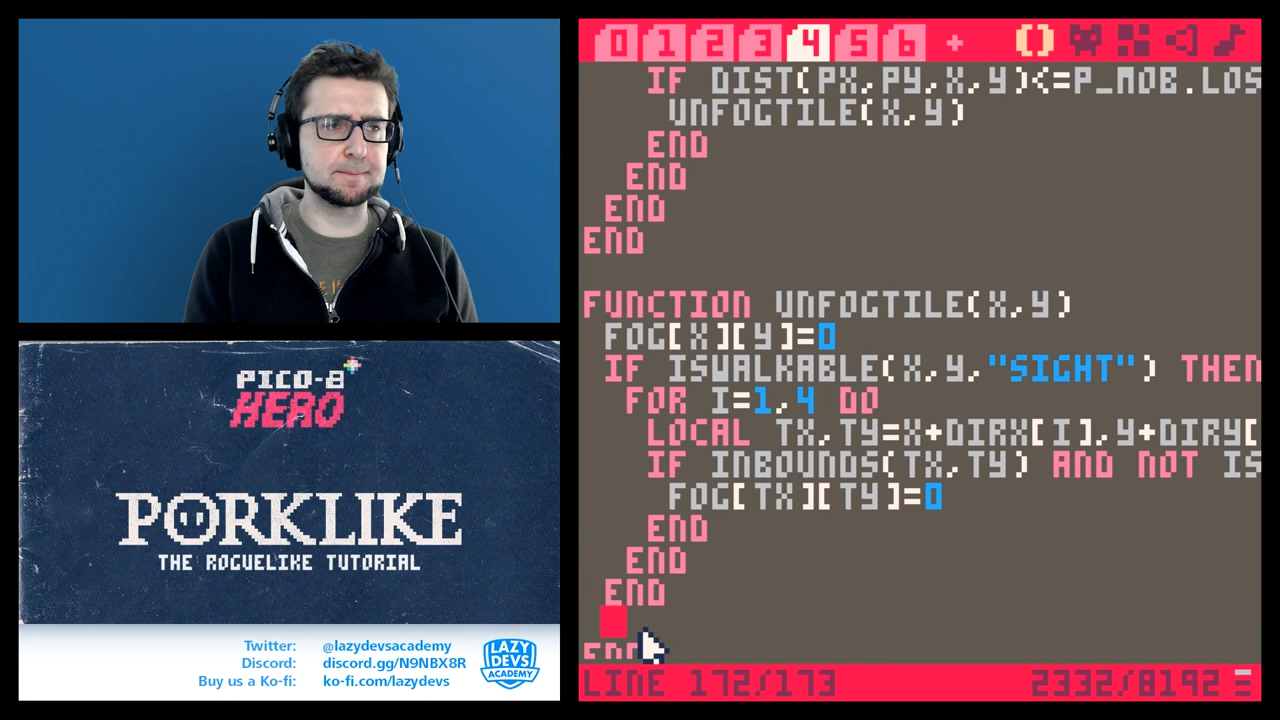 PICO-8
HERO
PORKLIKE
THE ROGUELIKE TUTORIAL
Twitter: @lazydevsacademy
Discord: discord.gg/N9NBX8R
Buy us a Ko-fi: ko-fi.com/lazydevs
LAZY
DEVS
ACADEMY
0 1 2 3 4 5 6 + ()
IF DIST(PX,PY,X,Y)<=P_MOB.LOS
UNFOGTILE(X,Y)
END
END
END
END
FUNCTION UNFOGTILE(X,Y)
FOG[X][Y]=0
IF ISWALKABLE(X,Y,"SIGHT") THEN
FOR I=1,4 DO
LOCAL TX,TY=X+DIRX[I],Y+DIRY[
IF INBOUNDS(TX,TY) AND NOT IS
FOG[TX][TY]=0
END
END
END
END
LINE 172/173 2332/8192